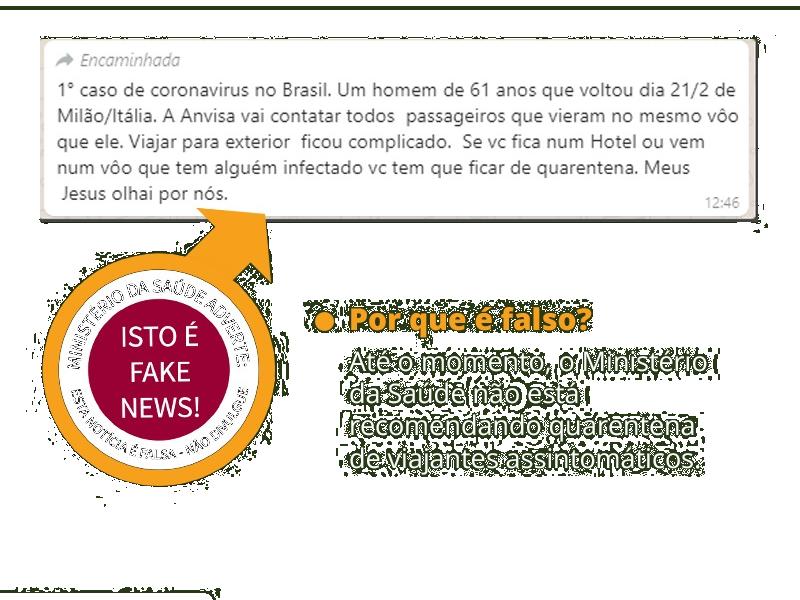 Encaminhada
1° caso de coronavirus no Brasil. Um homem de 61 anos que voltou dia 21/2 de
Milão/Itália. A Anvisa vai contatar todos passageiros que vieram no mesmo vôo
que ele. Viajar para exterior ficou complicado. Se vc fica num Hotel ou vem
num vôo que tem alguém infectado vc tem que ficar de quarentena. Meus
Jesus olhai por nós.
12:46
MINISTÉRIO DA SAÚDE ADVERTE:
ISTO É
FAKE
NEWS!
ESTA NOTÍCIA É FALSA - NÃO DIVULGUE
Por que é falso?
Até o momento, o Ministério
da Saúde não está
recomendando quarentena
de viajantes assintomáticos.